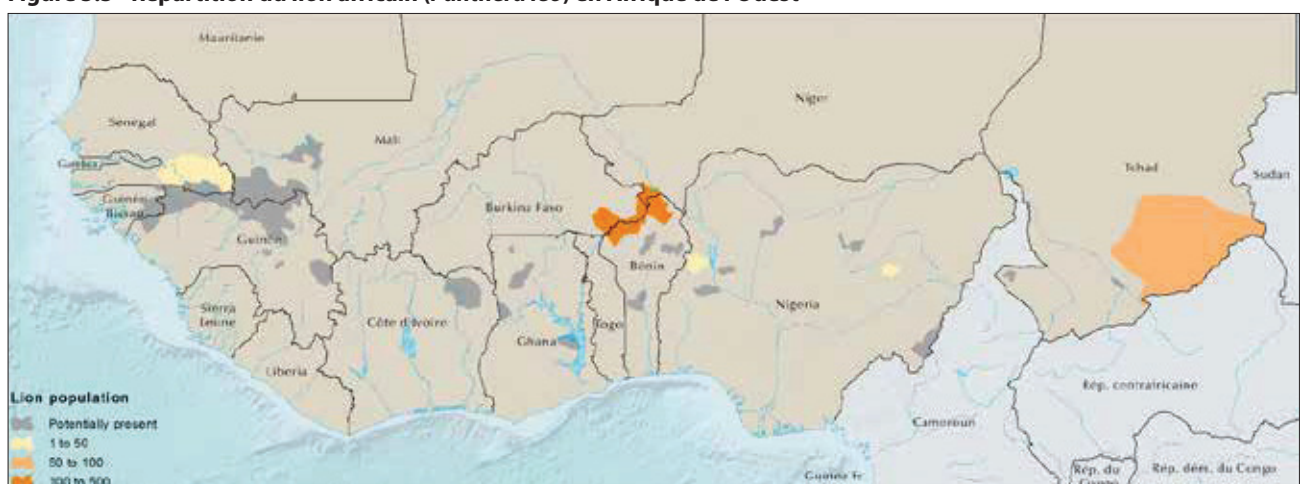 Mauritanie
Niger
Senegal
Mali
Tchad
Sudan
Gambia
Guinée
Bissau
Burkina Faso
Guinée
Bénin
Nigeria
Sierra
Leone
Côte d'Ivoire
Ghana
Togo
Liberia
Rép. centrafricaine
Cameroun
Rép. du
Congo
Rép. dém. du Congo
Lion population
Potentially present
1 to 50
50 to 100
100 to 500